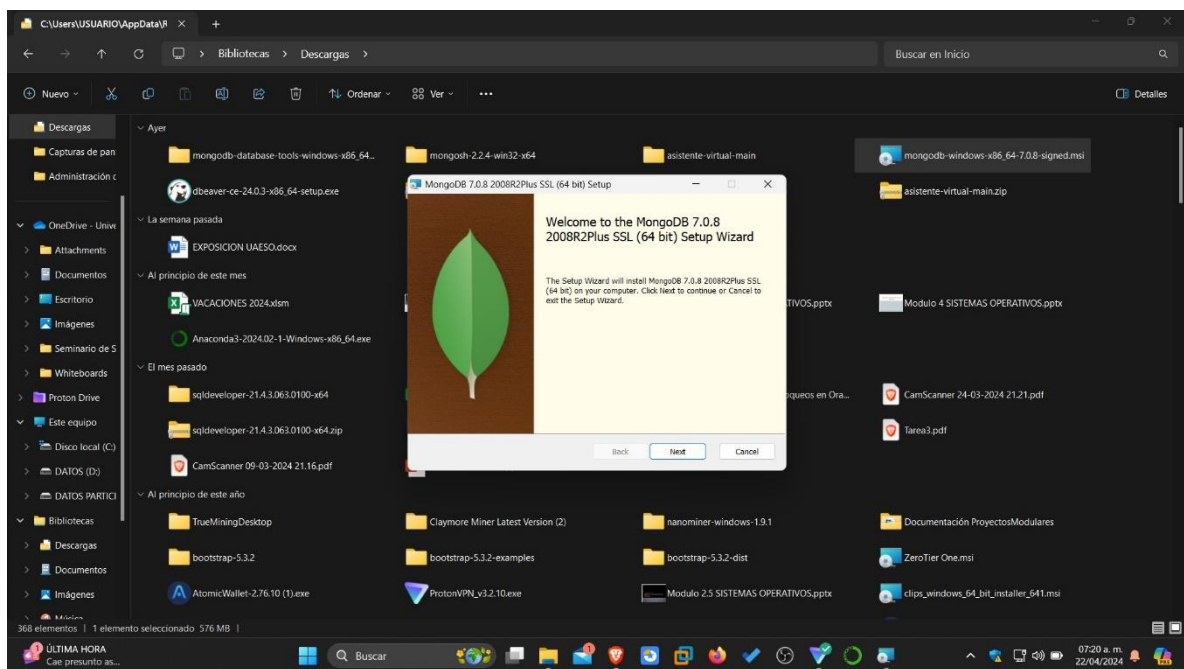 C:\Users\USUARIO\AppData\R
Bibliotecas > Descargas >
Buscar en Inicio
Nuevo
Ordenar
Ver
Detalles
Descargas
Capturas de pan
Administración c
OneDrive - Unive
Attachments
Documentos
Escritorio
Imágenes
Seminario de S
Whiteboards
Proton Drive
Este equipo
Disco local (C:)
DATOS (D:)
DATOS PARTICI
Bibliotecas
Descargas
Documentos
Imágenes
Música
Ayer
mongodb-database-tools-windows-x86_64...
mongosh-2.2.4-win32-x64
asistente-virtual-main
mongodb-windows-x86_64-7.0.8-signed.msi
dbeaver-ce-24.0.3-x86_64-setup.exe
asistente-virtual-main.zip
La semana pasada
EXPOSICION UAESO.docx
Al principio de este mes
VACACIONES 2024.xlsm
TIVOS.pptx
Modulo 4 SISTEMAS OPERATIVOS.pptx
Anaconda3-2024.02-1-Windows-x86_64.exe
El mes pasado
sqldeveloper-21.4.3.063.0100-x64
oqueos en Ora...
CamScanner 24-03-2024 21.21.pdf
sqldeveloper-21.4.3.063.0100-x64.zip
Tarea3.pdf
CamScanner 09-03-2024 21.16.pdf
Al principio de este año
TrueMiningDesktop
Claymore Miner Latest Version (2)
nanominer-windows-1.9.1
Documentación ProyectosModulares
bootstrap-5.3.2
bootstrap-5.3.2-examples
bootstrap-5.3.2-dist
ZeroTier One.msi
AtomicWallet-2.76.10 (1).exe
ProtonVPN_v3.2.10.exe
Modulo 2.5 SISTEMAS OPERATIVOS.pptx
clips_windows_64_bit_installer_641.msi
MongoDB 7.0.8 2008R2Plus SSL (64 bit) Setup
Welcome to the MongoDB 7.0.8
2008R2Plus SSL (64 bit) Setup Wizard
The Setup Wizard will install MongoDB 7.0.8 2008R2Plus SSL
(64 bit) on your computer. Click Next to continue or Cancel to
exit the Setup Wizard.
Back
Next
Cancel
368 elementos | 1 elemento seleccionado 576 MB |
ÚLTIMA HORA
Cae presunto as...
Buscar
07:20 a. m.
22/04/2024